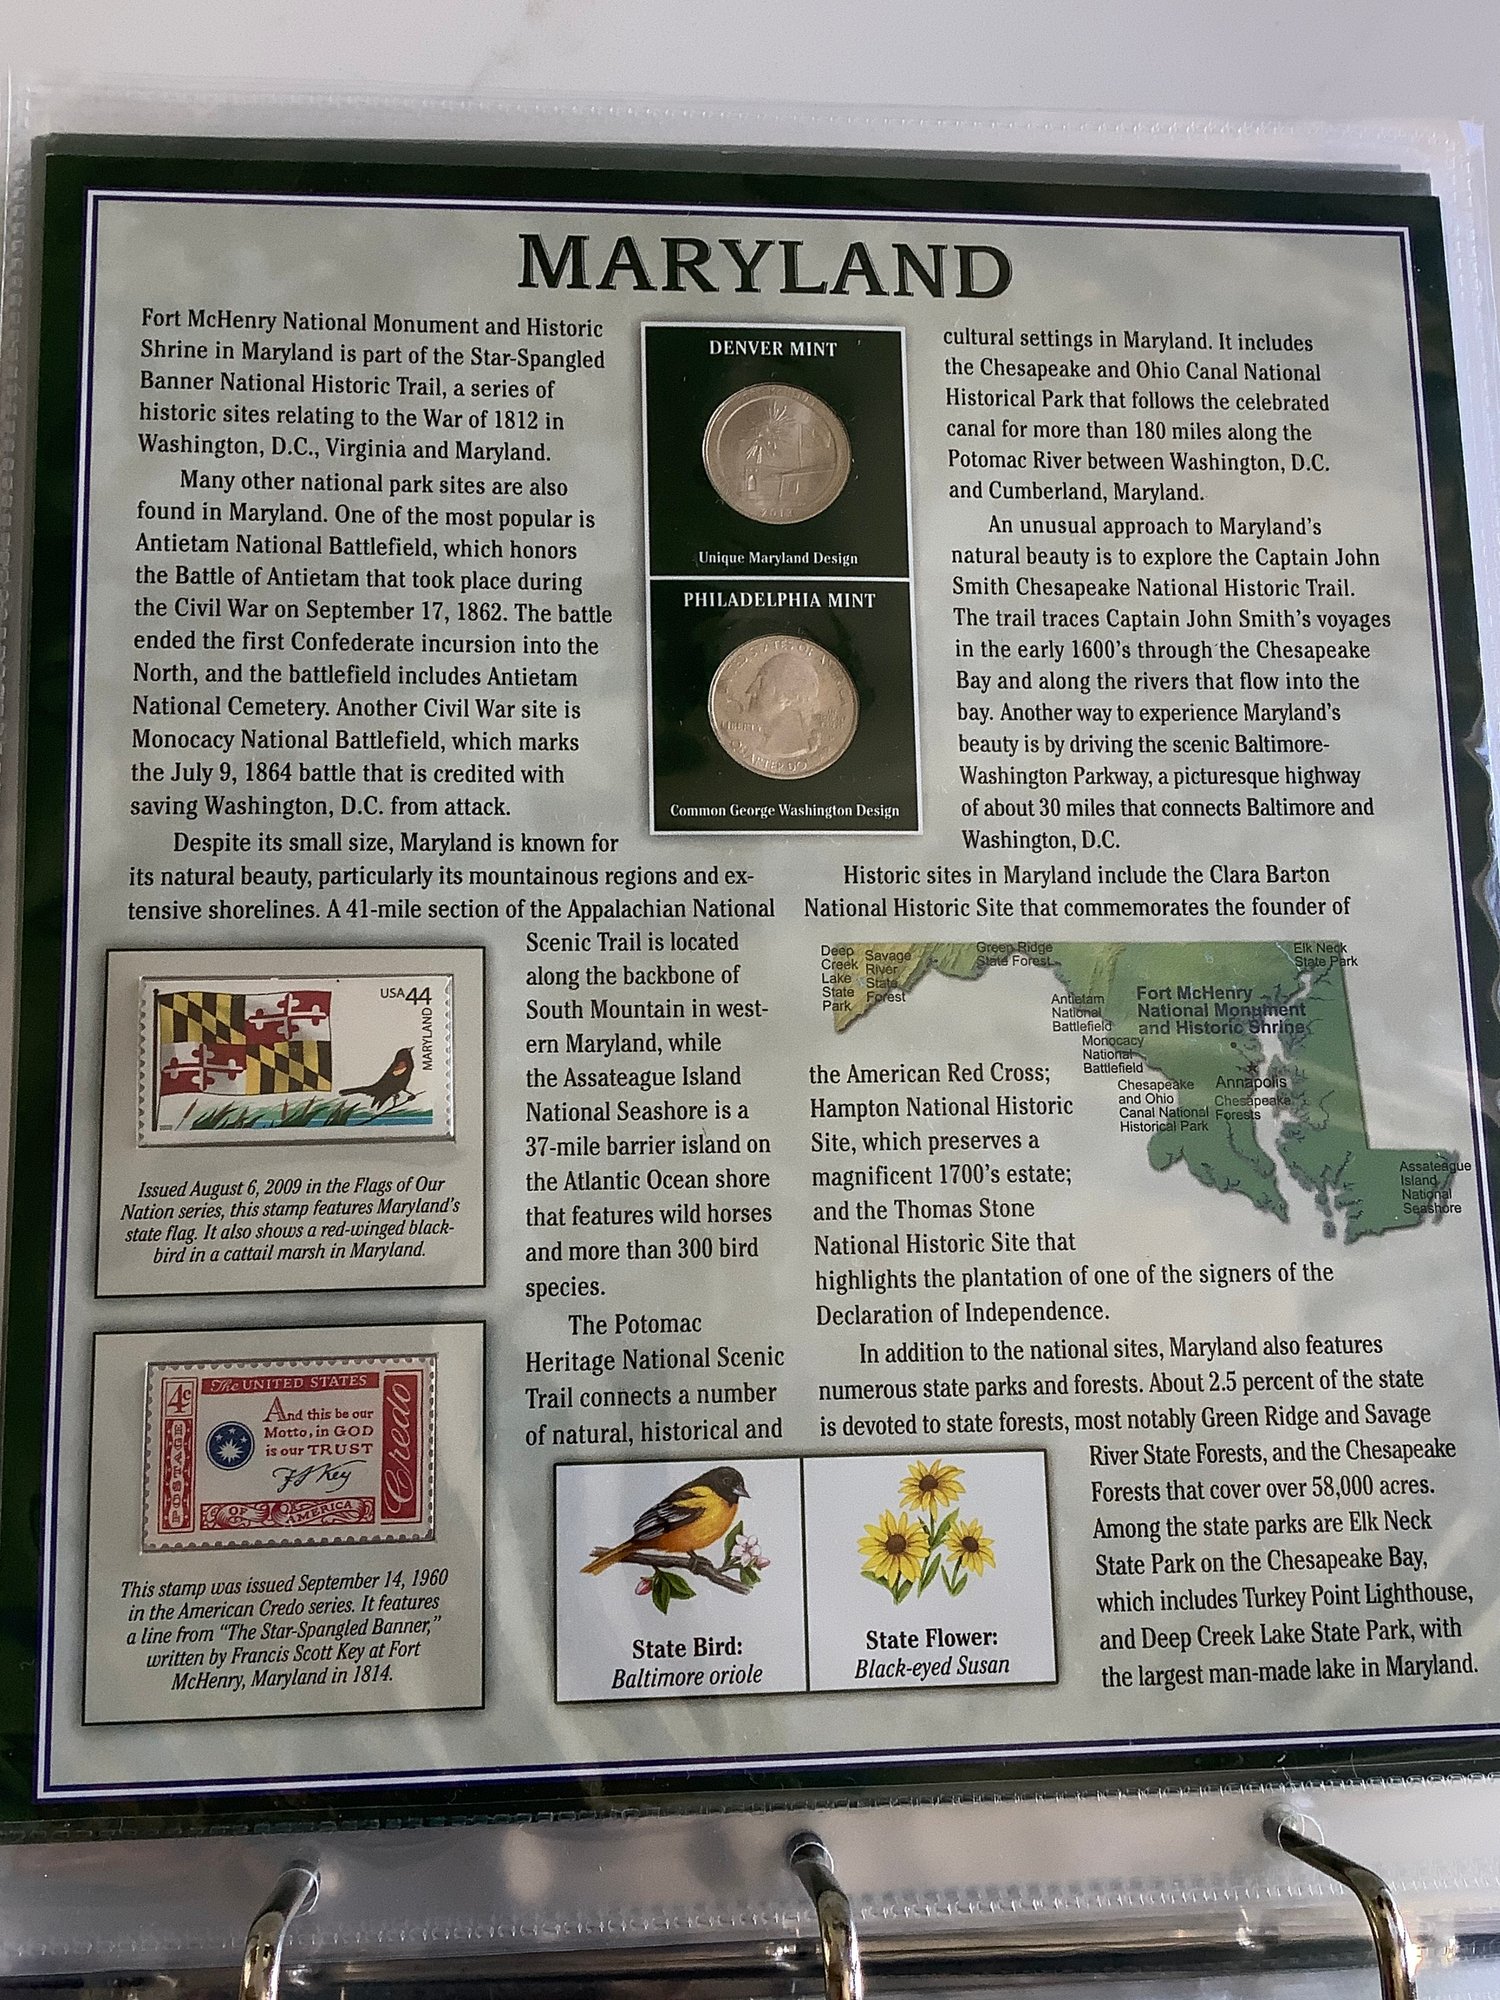 MARYLAND
Fort McHenry National Monument and Historic
Shrine in Maryland is part of the Star-Spangled
Banner National Historic Trail, a series of
historic sites relating to the War of 1812 in
Washington, D.C., Virginia and Maryland.
Many other national park sites are also
found in Maryland. One of the most popular is
Antietam National Battlefield, which honors
the Battle of Antietam that took place during
the Civil War on September 17, 1862. The battle
ended the first Confederate incursion into the
North, and the battlefield includes Antietam
National Cemetery. Another Civil War site is
Monocacy National Battlefield, which marks
the July 9, 1864 battle that is credited with
saving Washington, D.C. from attack.
Despite its small size, Maryland is known for
its natural beauty, particularly its mountainous regions and ex-
tensive shorelines. A 41-mile section of the Appalachian National
Scenic Trail is located
along the backbone of
South Mountain in west-
ern Maryland, while
the Assateague Island
National Seashore is a
37-mile barrier island on
the Atlantic Ocean shore
that features wild horses
and more than 300 bird
species.
The Potomac
Heritage National Scenic
Trail connects a number
of natural, historical and
DENVER MINT
2013
Unique Maryland Design
PHILADELPHIA MINT
LIBERTY
QUARTER DO
Common George Washington Design
cultural settings in Maryland. It includes
the Chesapeake and Ohio Canal National
Historical Park that follows the celebrated
canal for more than 180 miles along the
Potomac River between Washington, D.C.
and Cumberland, Maryland.
An unusual approach to Maryland's
natural beauty is to explore the Captain John
Smith Chesapeake National Historic Trail.
The trail traces Captain John Smith's voyages
in the early 1600's through the Chesapeake
Bay and along the rivers that flow into the
bay. Another way to experience Maryland's
beauty is by driving the scenic Baltimore-
Washington Parkway, a picturesque highway
of about 30 miles that connects Baltimore and
Washington, D.C.
Historic sites in Maryland include the Clara Barton
National Historic Site that commemorates the founder of
the American Red Cross;
Hampton National Historic
Site, which preserves a
magnificent 1700's estate;
and the Thomas Stone
National Historic Site that
highlights the plantation of one of the signers of the
Declaration of Independence.
In addition to the national sites, Maryland also features
numerous state parks and forests. About 2.5 percent of the state
is devoted to state forests, most notably Green Ridge and Savage
River State Forests, and the Chesapeake
Forests that cover over 58,000 acres.
Among the state parks are Elk Neck
State Park on the Chesapeake Bay,
which includes Turkey Point Lighthouse,
and Deep Creek Lake State Park, with
the largest man-made lake in Maryland.
Deep
Creek
Lake
State
Park
Savage
River
State
Forest
Green Ridge
State Forest
Elk Neck
State Park
Antietam
National
Battlefield
Fort McHenry
National Monument
and Historic Shrine
Monocacy
National
Battlefield
Chesapeake
and Ohio
Canal National
Historical Park
Annapolis
Chesapeake
Forests
Assateague
Island
National
Seashore
USA 44
MARYLAND
Issued August 6, 2009 in the Flags of Our
Nation series, this stamp features Maryland's
state flag. It also shows a red-winged black-
bird in a cattail marsh in Maryland.
4c
POSTAGE
The UNITED STATES
And this be our
Motto, in GOD
is our TRUST
F S Key
OF AMERICA
Credo
This stamp was issued September 14, 1960
in the American Credo series. It features
a line from "The Star-Spangled Banner,"
written by Francis Scott Key at Fort
McHenry, Maryland in 1814.
State Bird:
Baltimore oriole
State Flower:
Black-eyed Susan